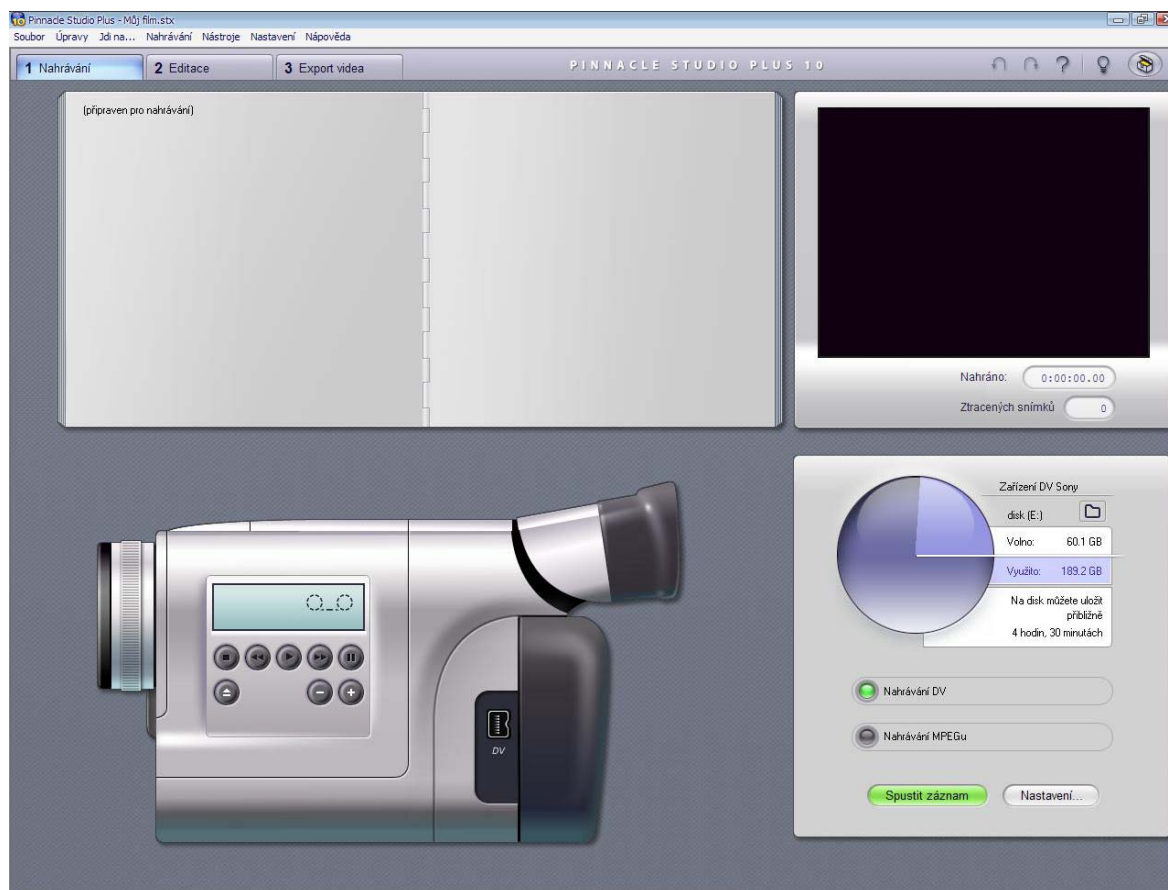 Pinnacle Studio Plus - Můj film.stx
Soubor Úpravy Jdi na... Nahrávání Nástroje Nastavení Nápověda
1 Nahrávání 2 Editace 3 Export videa PINNACLE STUDIO PLUS 10
(připraven pro nahrávání)
Nahráno: 0:00:00.00
Ztracených snímků 0
Zařízení DV Sony
disk (E:)
Volno: 60.1 GB
Využito: 189.2 GB
Na disk můžete uložit
přibližně
4 hodin, 30 minutách
DV
Nahrávání DV
Nahrávání MPEGu
Spustit záznam Nastavení...